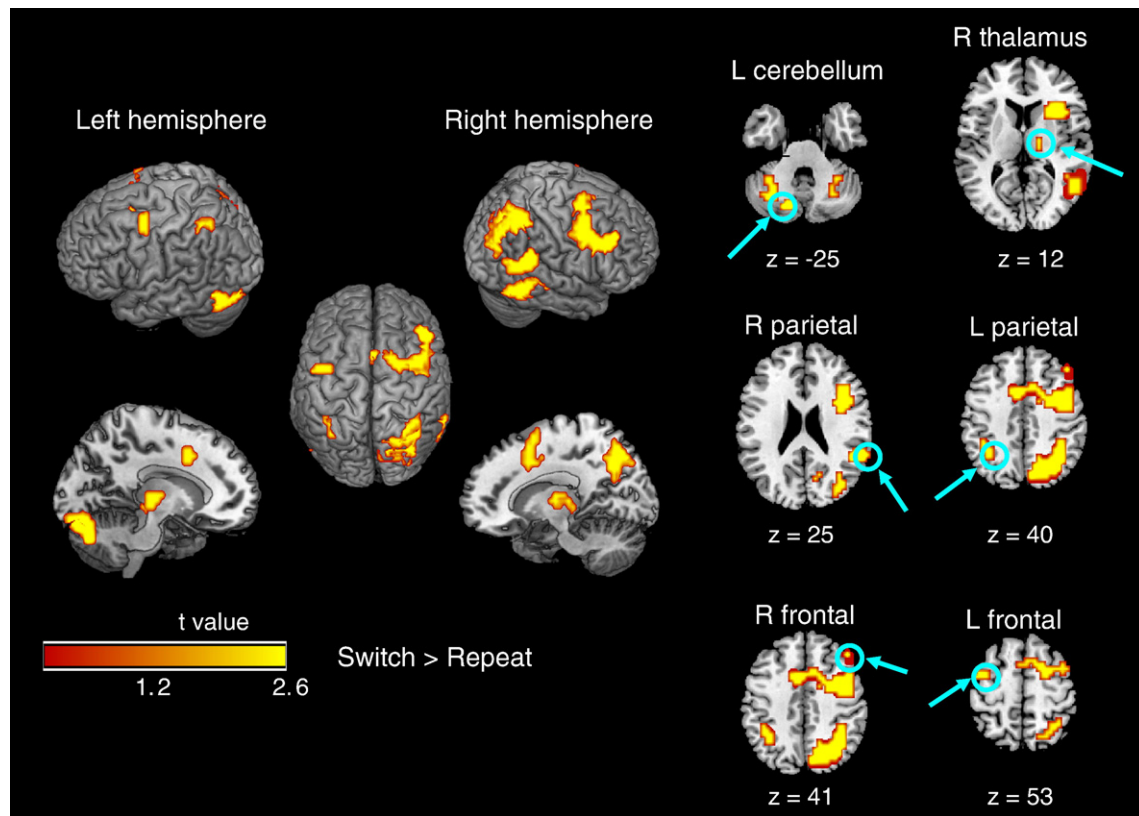 Left hemisphere
Right hemisphere
L cerebellum
R thalamus
z = -25
z = 12
R parietal
L parietal
z = 25
z = 40
t value
1.2
2.6
Switch > Repeat
R frontal
L frontal
z = 41
z = 53